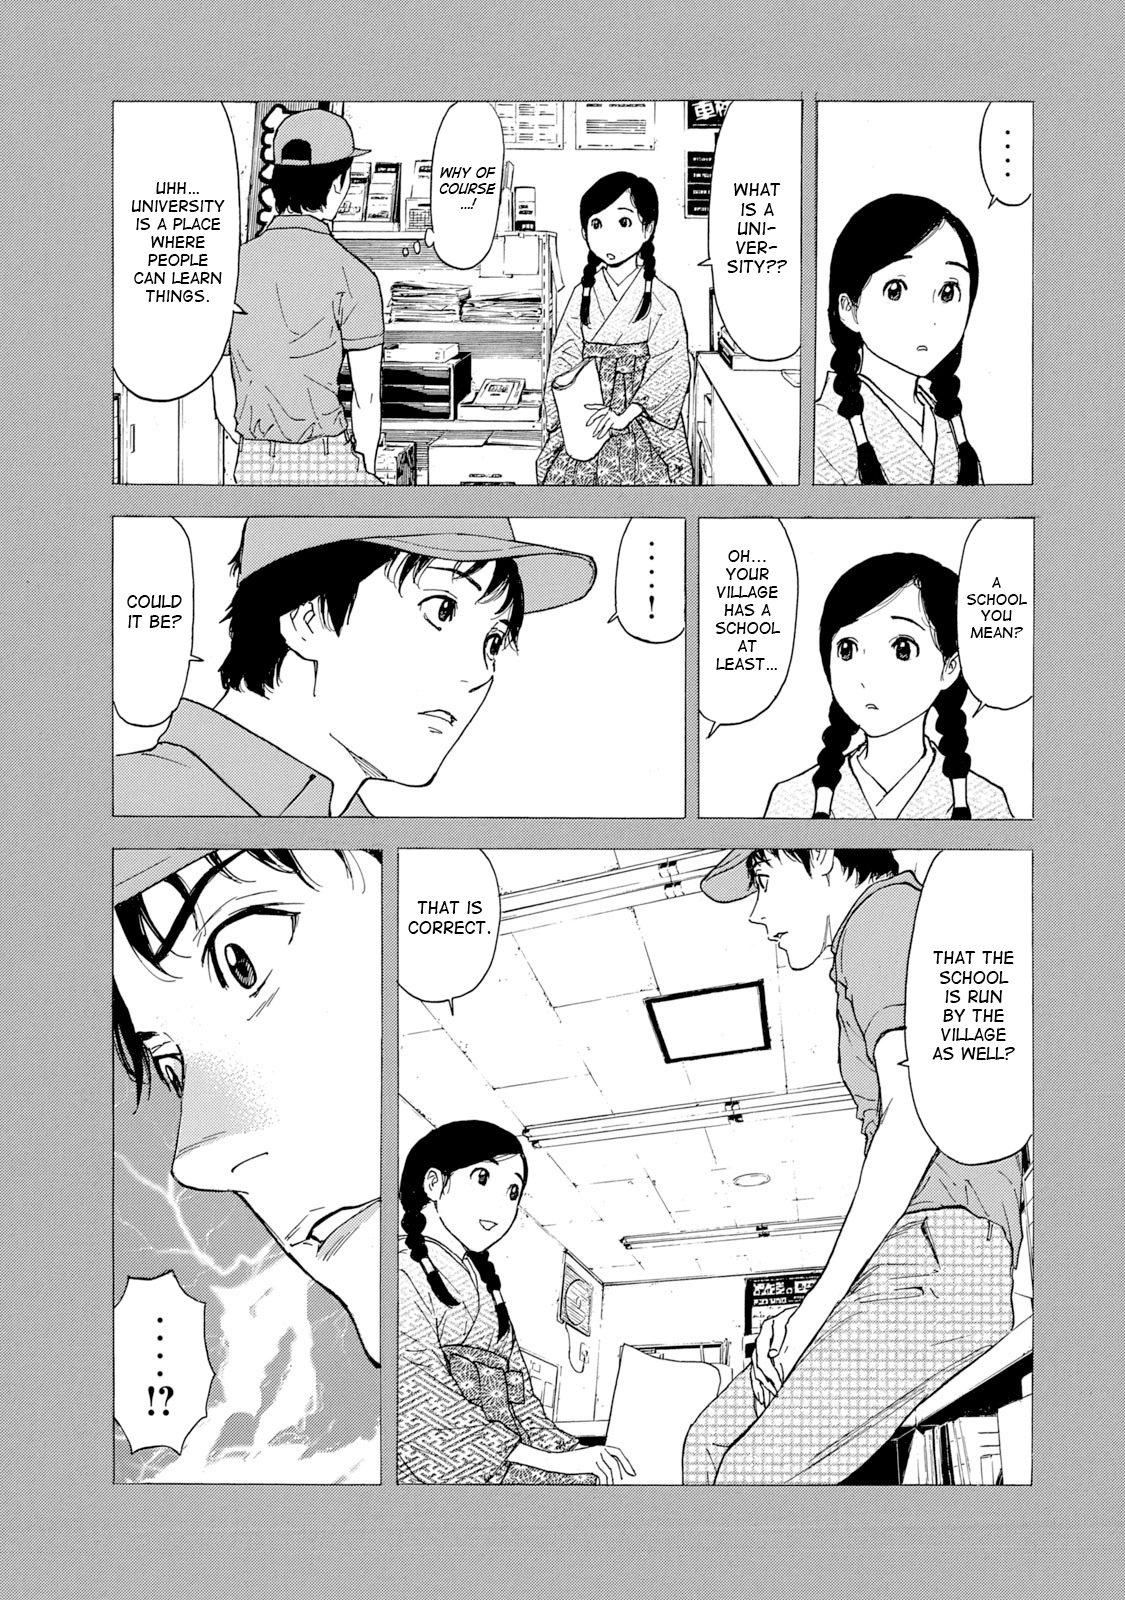 ....
WHAT
IS A
UNI-
VER-
SITY??
WHY OF
COURSE
...!
UHH...
UNIVERSITY
IS A PLACE
WHERE
PEOPLE
CAN LEARN
THINGS.
A
SCHOOL
YOU
MEAN?
OH...
YOUR
VILLAGE
HAS A
SCHOOL
AT
LEAST...
....!
COULD
IT BE?
THAT THE
SCHOOL
IS RUN
BY THE
VILLAGE
AS WELL?
THAT IS
CORRECT.
....!?